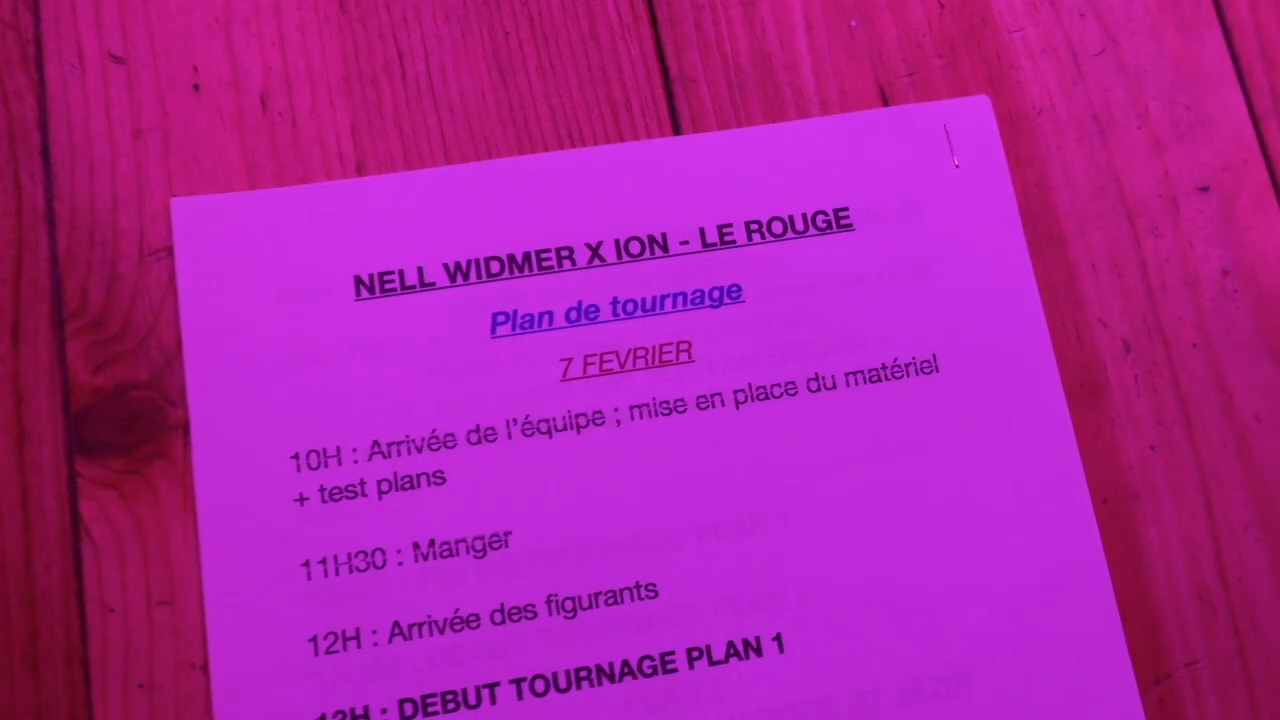 NELL WIDMER X ION - LE ROUGE
Plan de tournage
7 FEVRIER
10H : Arrivée de l'équipe ; mise en place du matériel
+ test plans
11H30 : Manger
12H : Arrivée des figurants
: DEBUT TOURNAGE PLAN 1